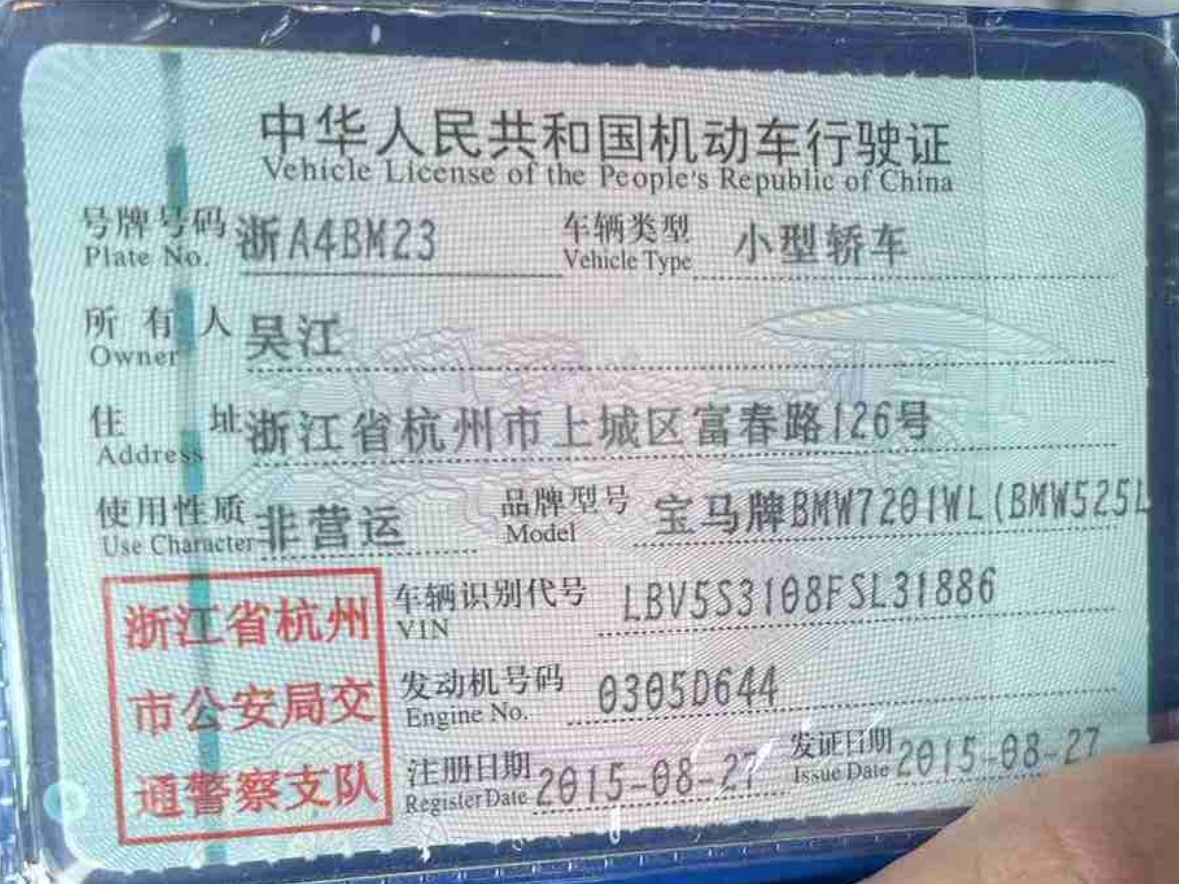 中华人民共和国机动车行驶证
Vehicle License of the People's Republic of China
号牌号码 浙A4BM23 车辆类型 小型轿车
Plate No. Vehicle Type
所有人 吴江
Owner
住址 浙江省杭州市上城区富春路126号
Address
使用性质 非营运 品牌型号 宝马牌BMW7201WL(BMW525L
Use Character Model
浙江省杭州
市公安局交
通警察支队
车辆识别代号 LBV5S3108FSL31886
VIN
发动机号码 0305D644
Engine No.
注册日期 2015-08-27 发证日期 2015-08-27
Register Date Issue Date